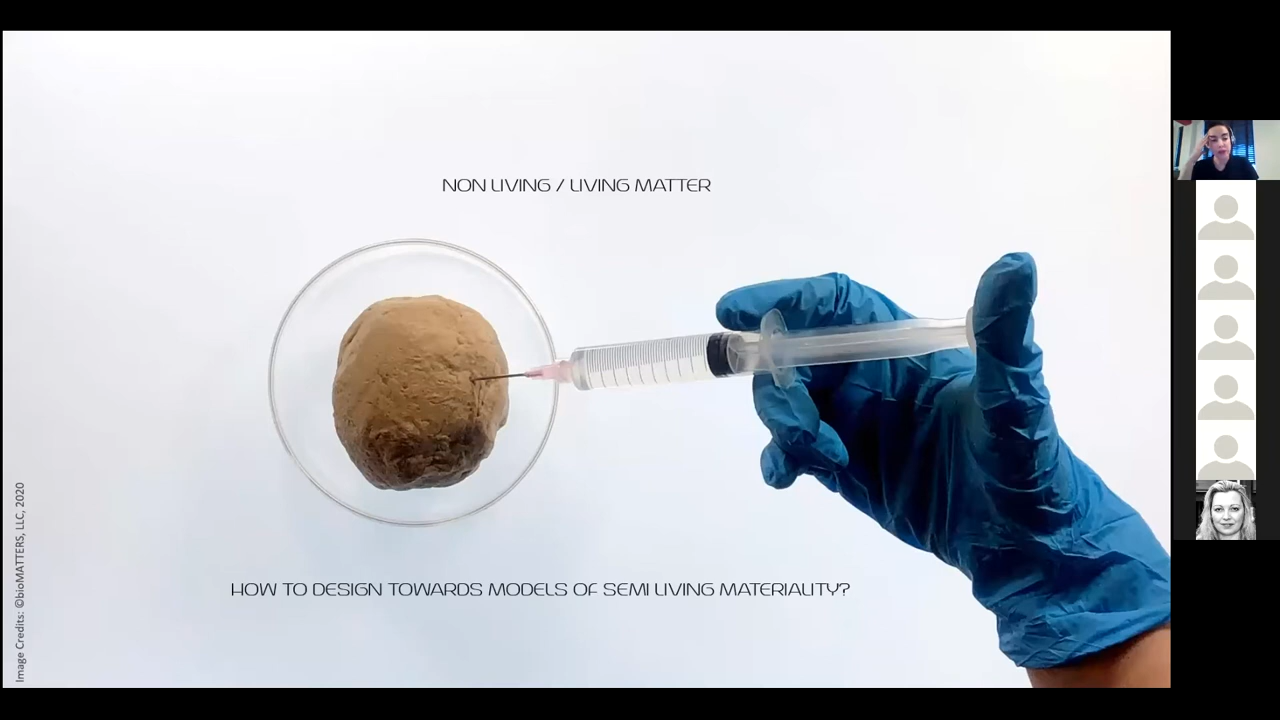 NON LIVING / LIVING MATTER
HOW TO DESIGN TOWARDS MODELS OF SEMI LIVING MATERIALITY?
Image Credits: ©bioMATTERS, LLC, 2020